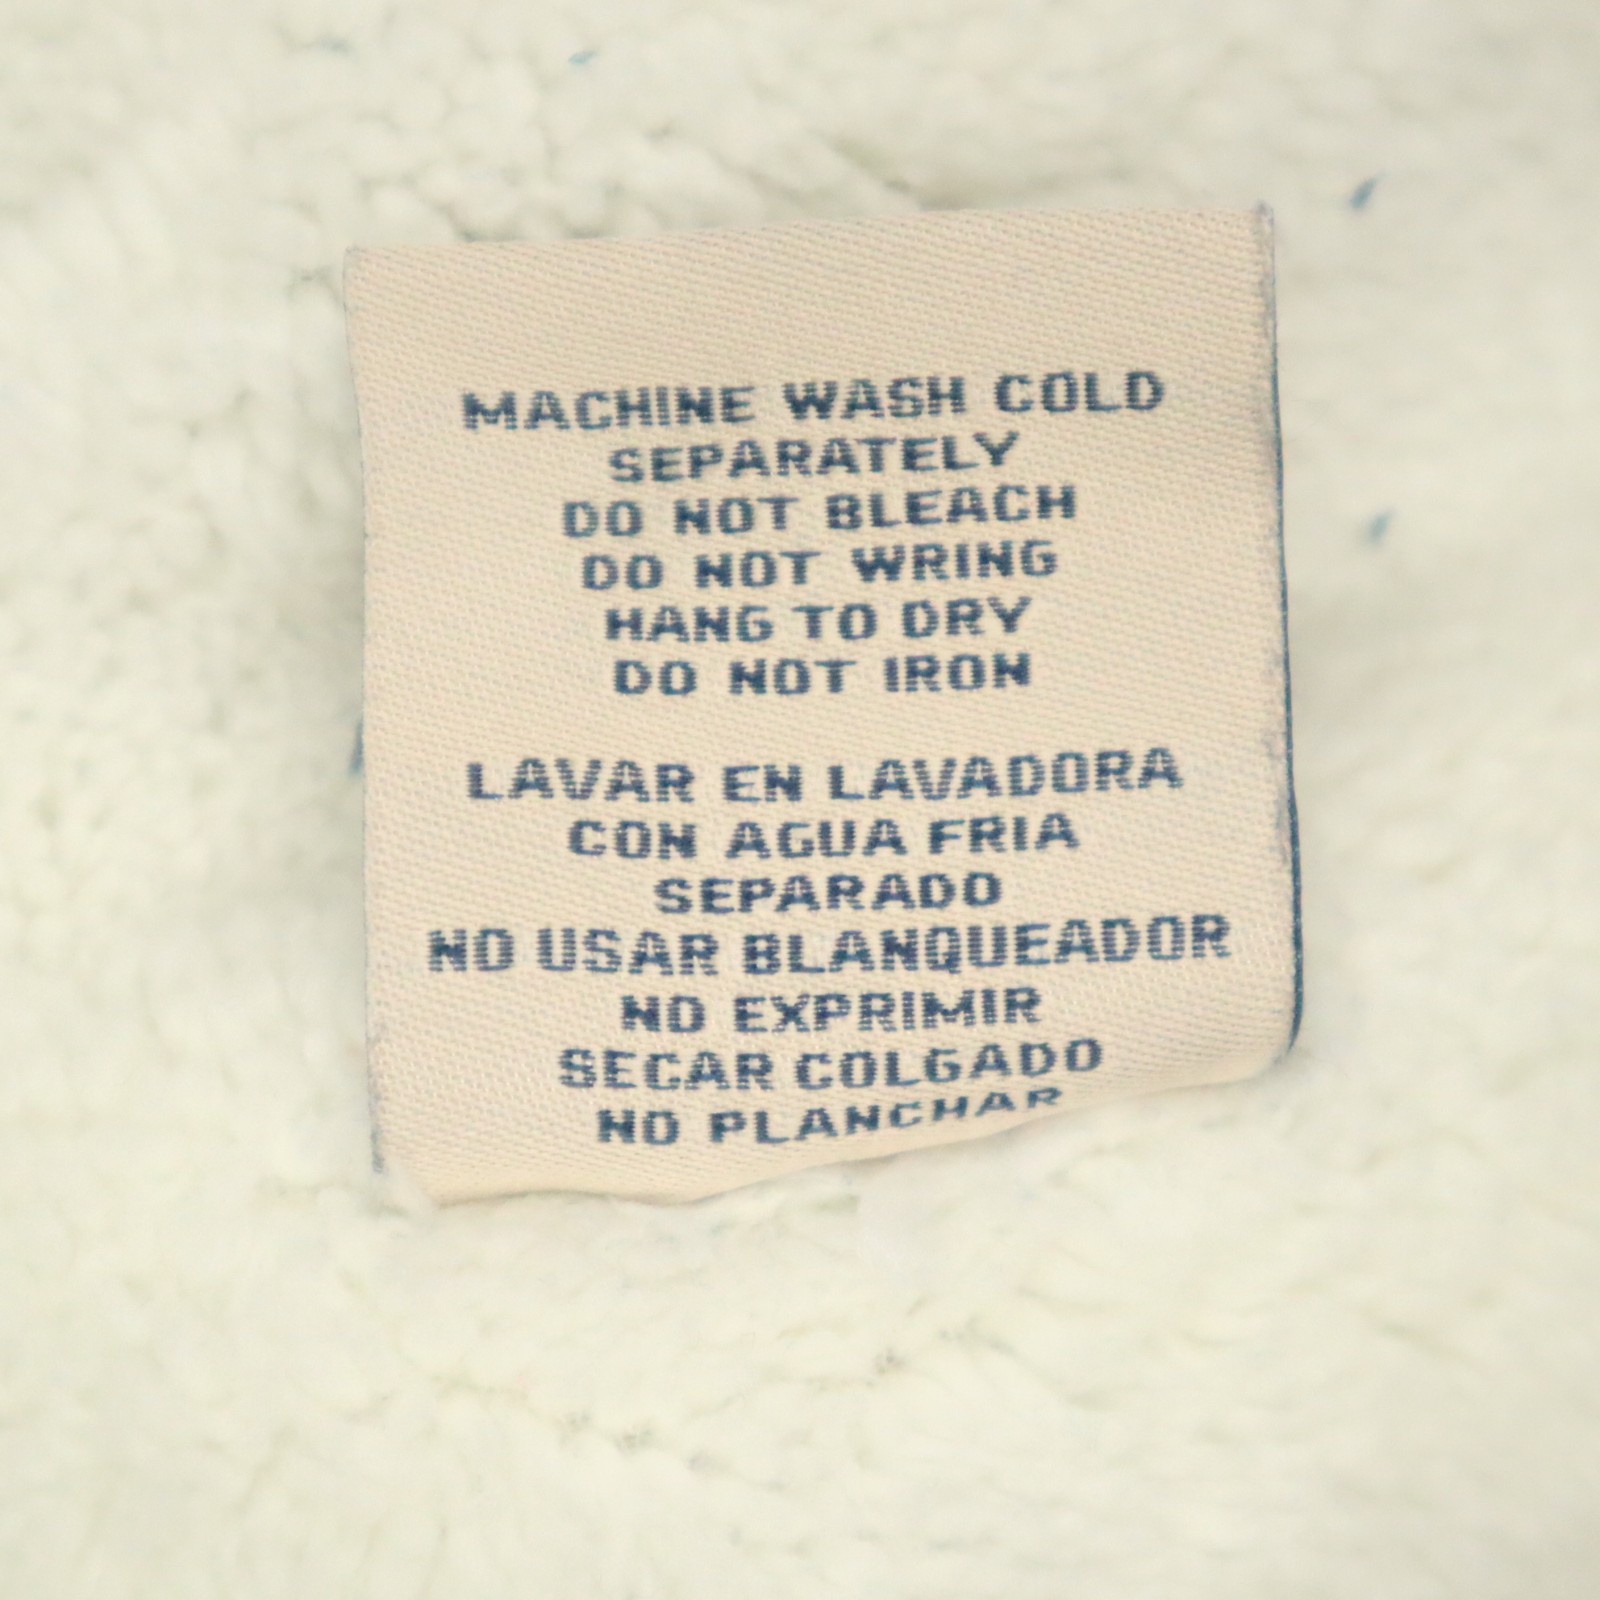 MACHINE WASH COLD
SEPARATELY
DO NOT BLEACH
DO NOT WRING
HANG TO DRY
DO NOT IRON
LAVAR EN LAVADORA
CON AGUA FRIA
SEPARADO
NO USAR BLANQUEADOR
NO EXPRIMIR
SECAR COLGADO
NO PLANCHAR